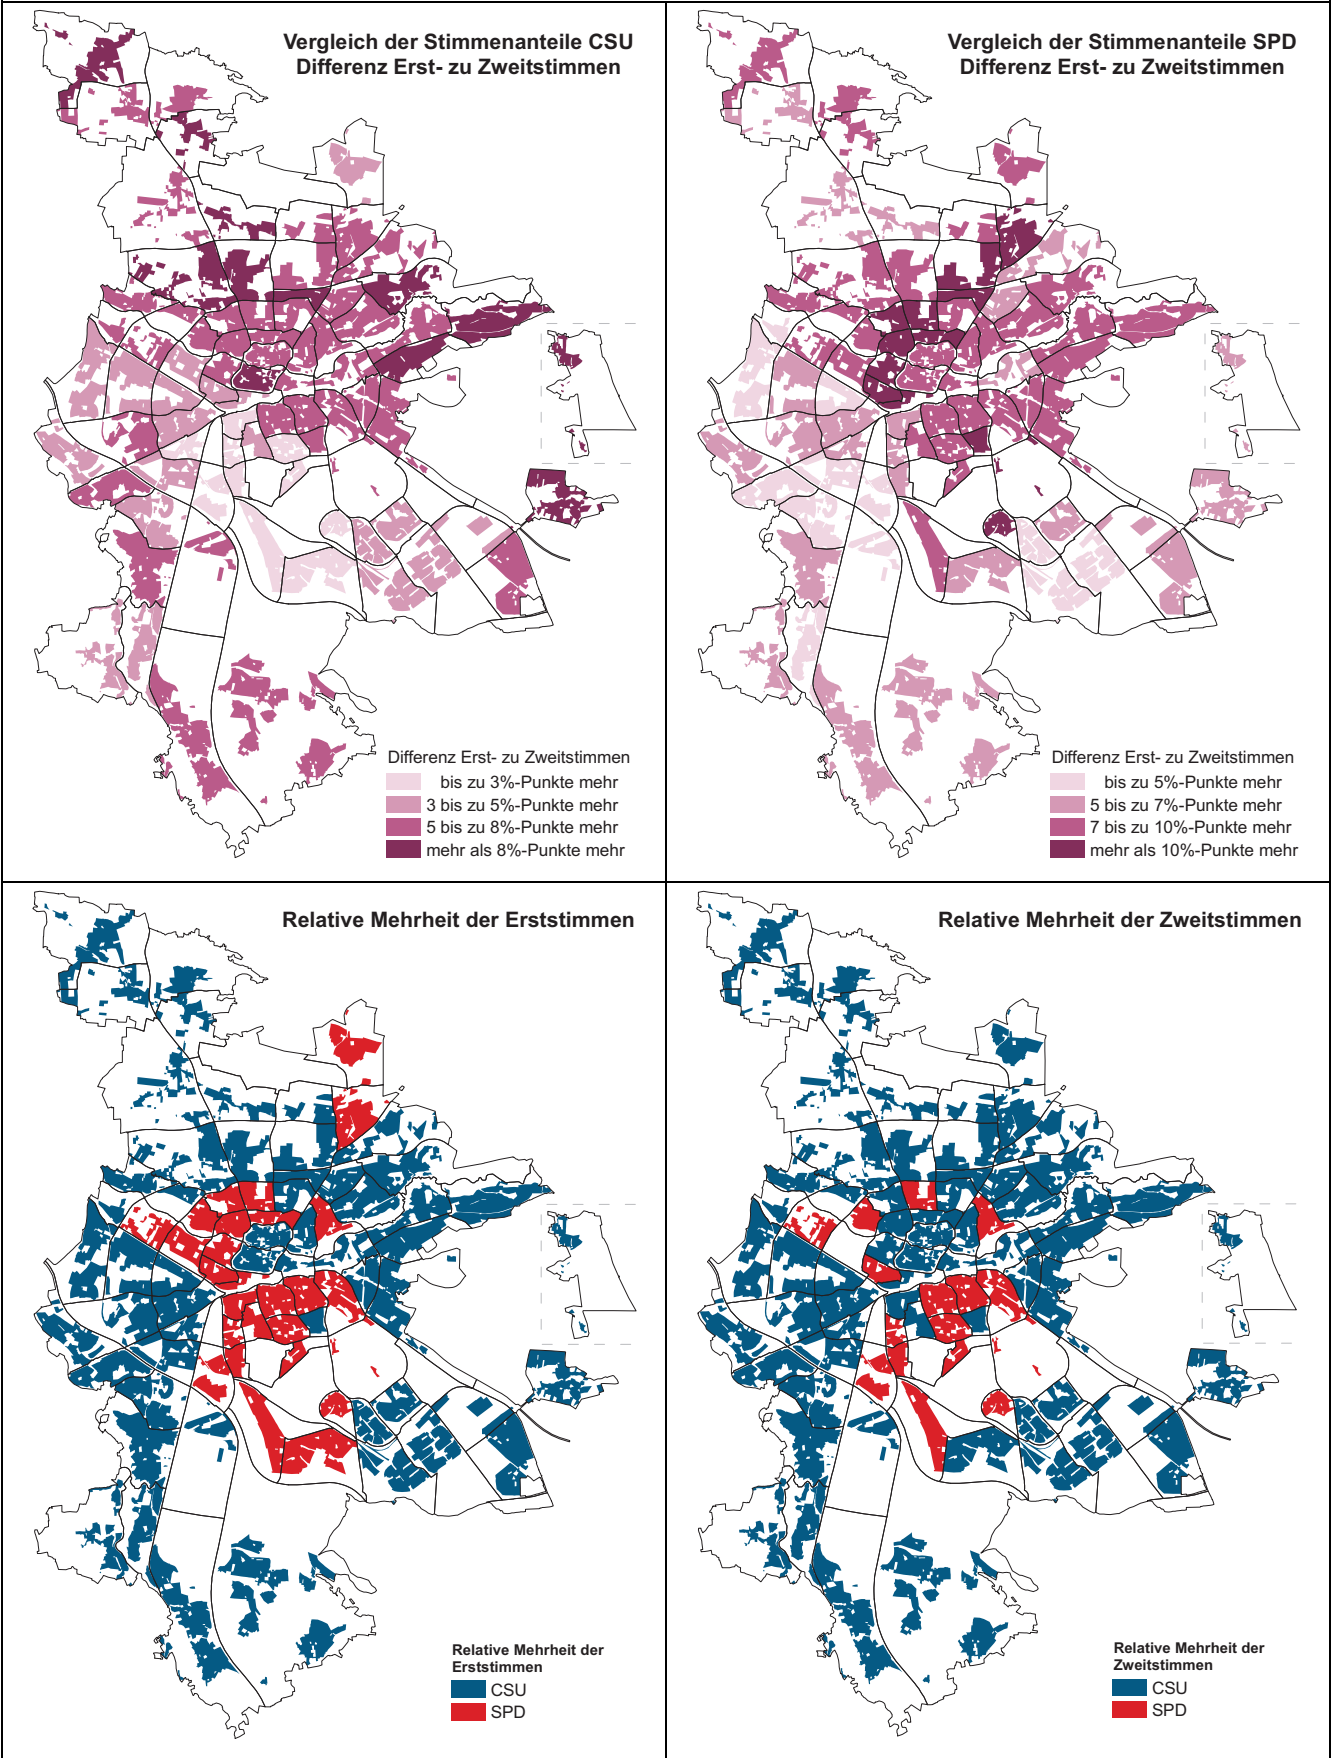 Vergleich der Stimmenanteile CSU
Differenz Erst- zu Zweitstimmen
Differenz Erst- zu Zweitstimmen
bis zu 3%-Punkte mehr
3 bis zu 5%-Punkte mehr
5 bis zu 8%-Punkte mehr
mehr als 8%-Punkte mehr
Vergleich der Stimmenanteile SPD
Differenz Erst- zu Zweitstimmen
Differenz Erst- zu Zweitstimmen
bis zu 5%-Punkte mehr
5 bis zu 7%-Punkte mehr
7 bis zu 10%-Punkte mehr
mehr als 10%-Punkte mehr
Relative Mehrheit der Erststimmen
Relative Mehrheit der
Erststimmen
CSU
SPD
Relative Mehrheit der Zweitstimmen
Relative Mehrheit der
Zweitstimmen
CSU
SPD